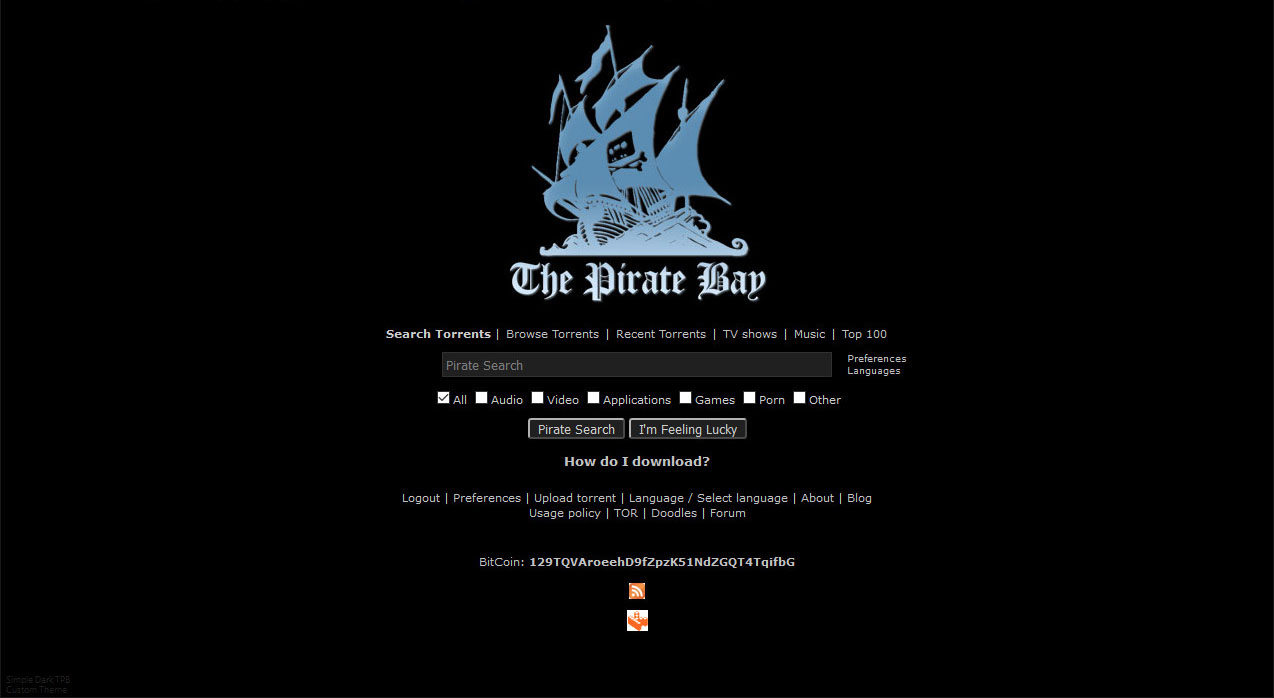 The Pirate Bay
Search Torrents | Browse Torrents | Recent Torrents | TV shows | Music | Top 100
Pirate Search
Preferences
Languages
All Audio Video Applications Games Porn Other
Pirate Search I'm Feeling Lucky
How do I download?
Logout | Preferences | Upload torrent | Language / Select language | About | Blog
Usage policy | TOR | Doodles | Forum
BitCoin: 129TQVAroeehD9fZpzK51NdZGQT4TqifbG
Simple Dark TPB
Custom Theme